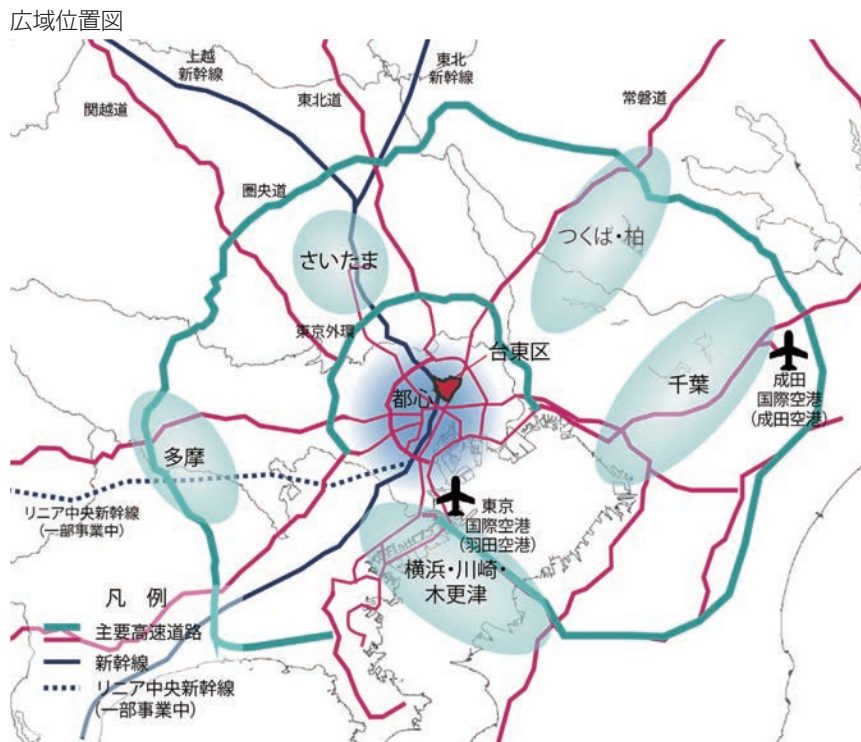 広域位置図
上越
新幹線
東北
新幹線
関越道
東北道
常磐道
圏央道
つくば・柏
さいたま
東京外環
台東区
都心
千葉
成田
国際空港
(成田空港)
多摩
リニア中央新幹線
(一部事業中)
東京
国際空港
(羽田空港)
横浜・川崎・
木更津
凡 例
主要高速道路
新幹線
リニア中央新幹線
(一部事業中)